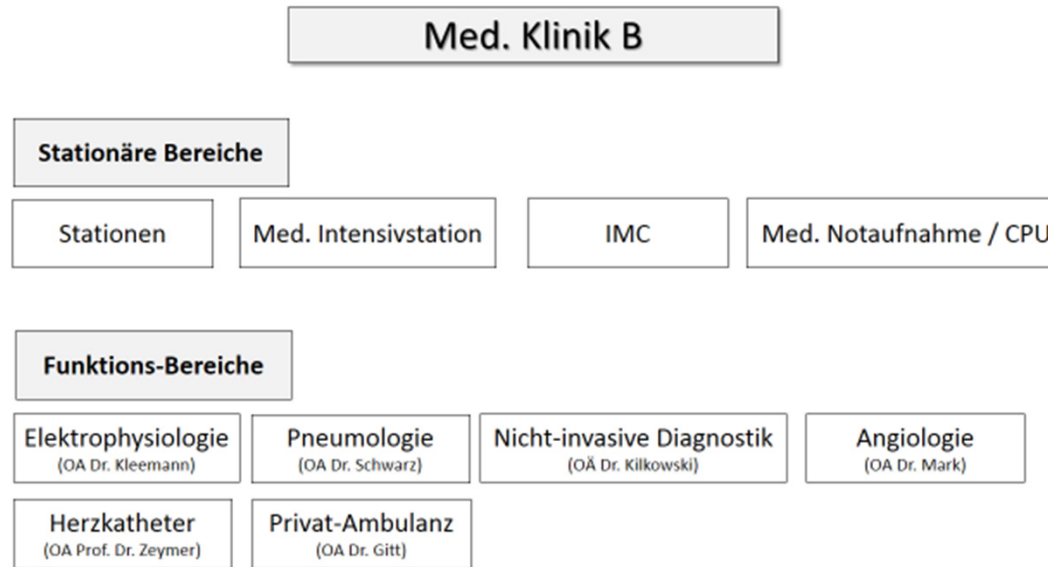 Med. Klinik B
Stationäre Bereiche
Stationen
Med. Intensivstation
IMC
Med. Notaufnahme / CPU
Funktions-Bereiche
Elektrophysiologie
(OA Dr. Kleemann)
Pneumologie
(OA Dr. Schwarz)
Nicht-invasive Diagnostik
(OÄ Dr. Kilkowski)
Angiologie
(OA Dr. Mark)
Herzkatheter
(OA Prof. Dr. Zeymer)
Privat-Ambulanz
(OA Dr. Gitt)